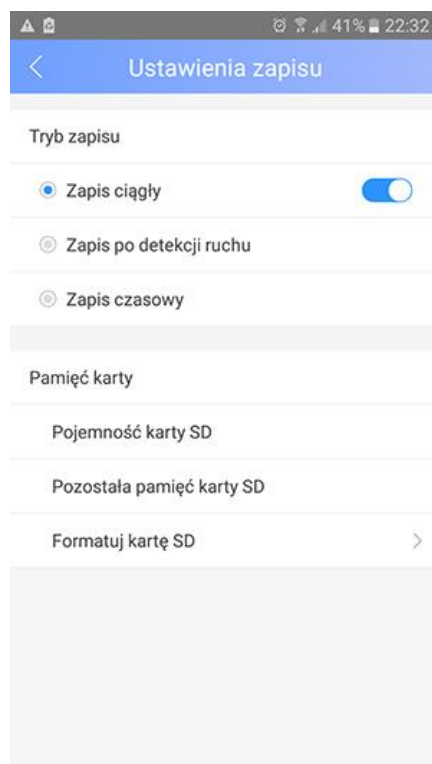 41% 22:32
Ustawienia zapisu
Tryb zapisu
Zapis ciągły
Zapis po detekcji ruchu
Zapis czasowy
Pamięć karty
Pojemność karty SD
Pozostała pamięć karty SD
Formatuj kartę SD